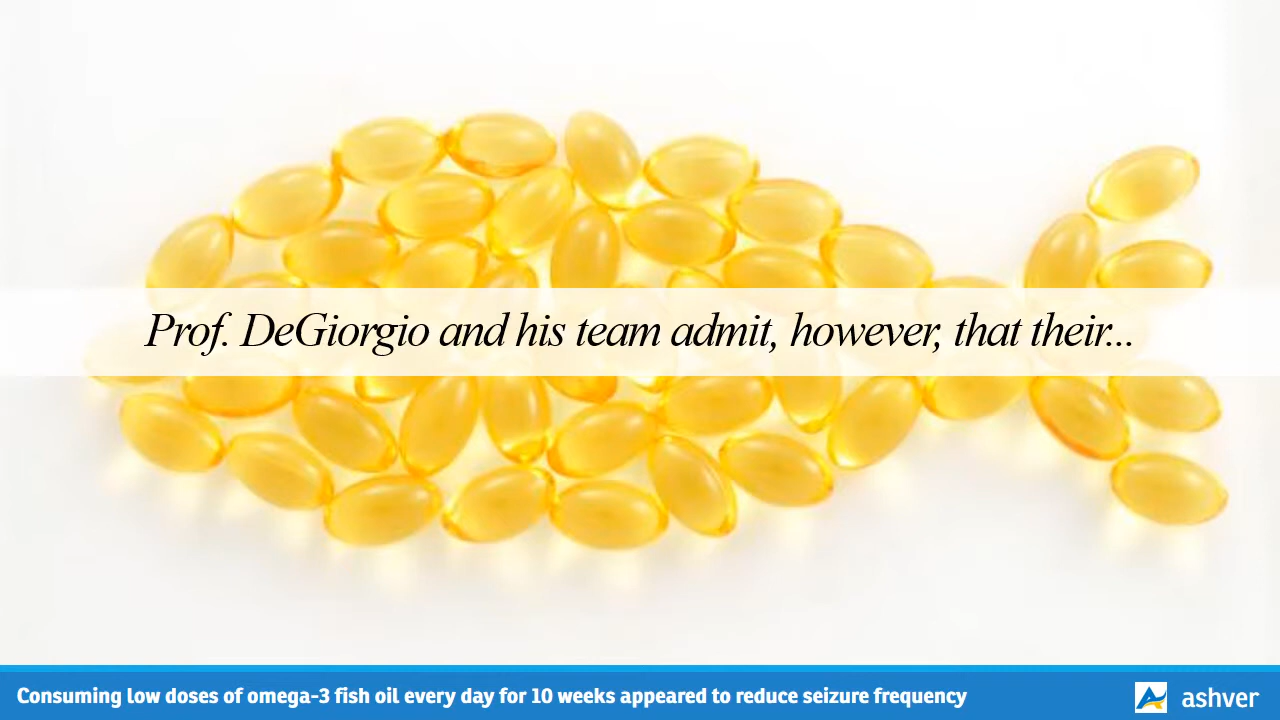 Prof. DeGiorgio and his team admit, however, that their...
Consuming low doses of omega-3 fish oil every day for 10 weeks appeared to reduce seizure frequency
ashver